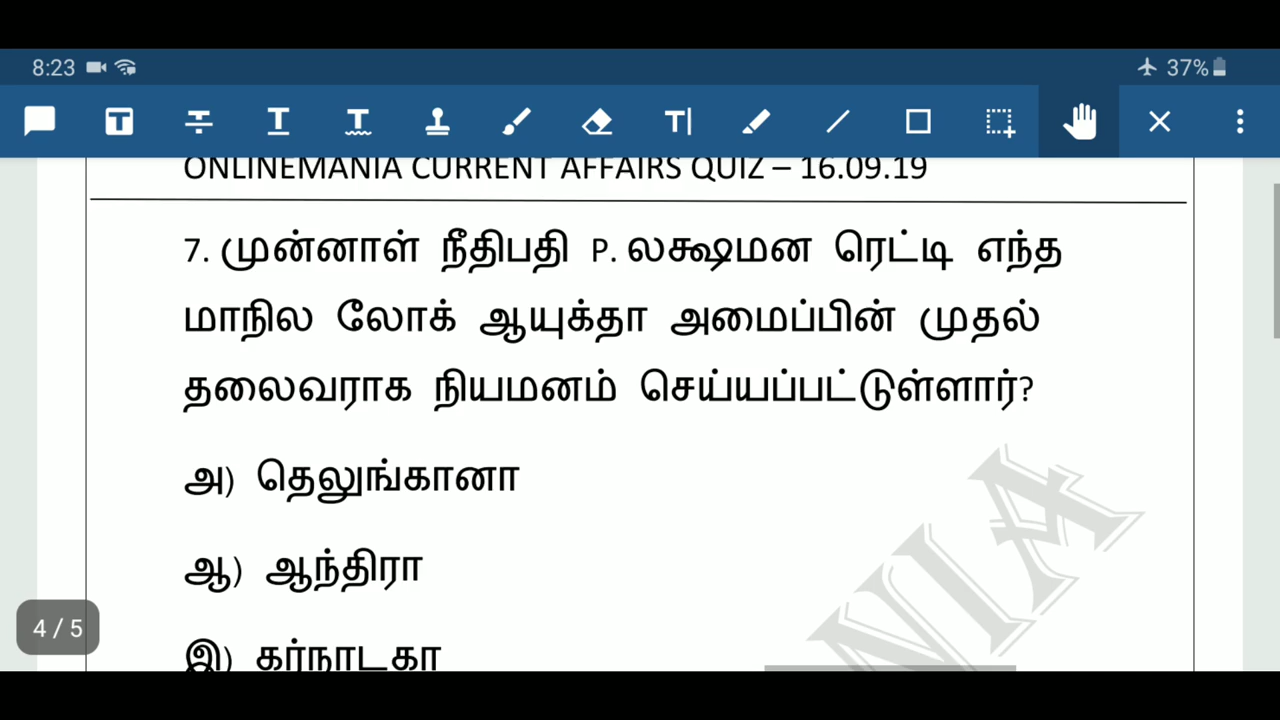 8:23
37%
ONLINEMANIA CURRENT AFFAIRS QUIZ – 16.09.19
7. முன்னாள் நீதிபதி P. லக்ஷமன ரெட்டி எந்த
மாநில லோக் ஆயுக்தா அமைப்பின் முதல்
தலைவராக நியமனம் செய்யப்பட்டுள்ளார்?
அ) தெலுங்கானா
ஆ) ஆந்திரா
இ) கர்நாடகா
4 / 5
NIA